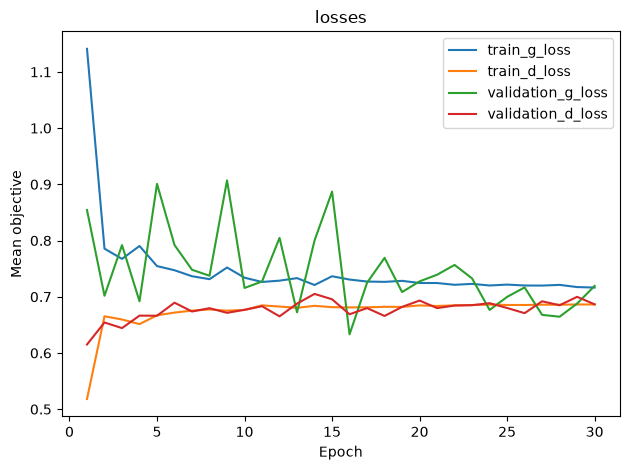 losses
train_g_loss
train_d_loss
validation_g_loss
validation_d_loss
Mean objective
1.1
1.0
0.9
0.8
0.7
0.6
0.5
0 5 10 15 20 25 30
Epoch